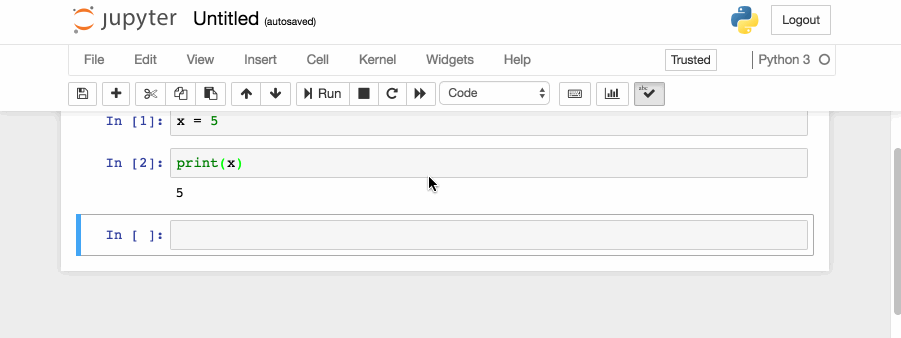 jupyter Untitled (autosaved) Logout
File Edit View Insert Cell Kernel Widgets Help Trusted Python 3
Run Code abc
In [1]: x = 5
In [2]: print(x)
5
In [ ]: